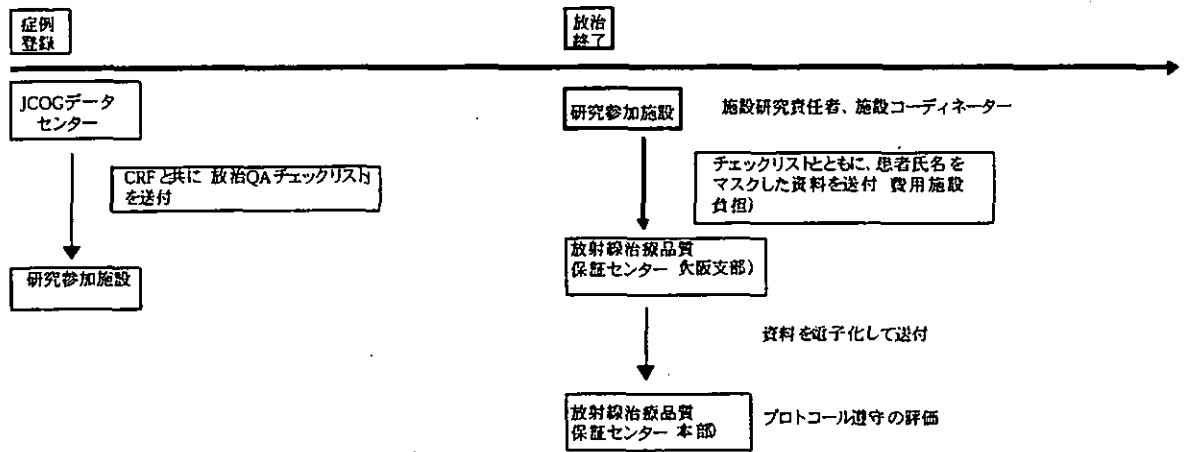 症例
登録
放治
終了
JCOGデータ
センター
研究参加施設
施設研究責任者、施設コーディネーター
CRFと共に 放治QAチェックリスト)
を送付
チェックリストとともに、患者氏名を
マスクした資料を送付 費用施設
負担)
研究参加施設
放射線治療品質
保証センター 大阪支部)
資料を電子化して送付
放射線治療品質
保証センター 本部)
プロトコール遵守の評価